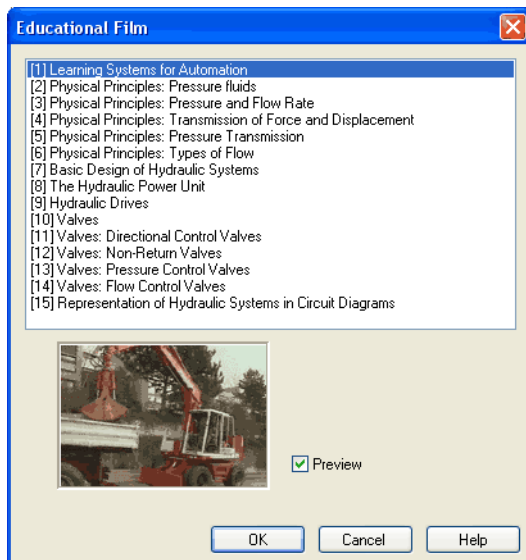 Educational Film
[1] Learning Systems for Automation
[2] Physical Principles: Pressure fluids
[3] Physical Principles: Pressure and Flow Rate
[4] Physical Principles: Transmission of Force and Displacement
[5] Physical Principles: Pressure Transmission
[6] Physical Principles: Types of Flow
[7] Basic Design of Hydraulic Systems
[8] The Hydraulic Power Unit
[9] Hydraulic Drives
[10] Valves
[11] Valves: Directional Control Valves
[12] Valves: Non-Return Valves
[13] Valves: Pressure Control Valves
[14] Valves: Flow Control Valves
[15] Representation of Hydraulic Systems in Circuit Diagrams
Preview
OK Cancel Help